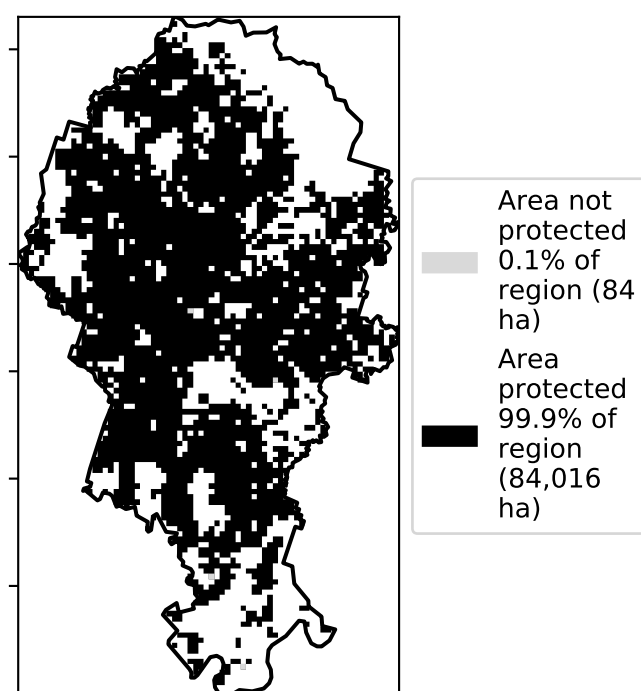 Area not
protected
0.1% of
region (84
ha)
Area
protected
99.9% of
region
(84,016
ha)